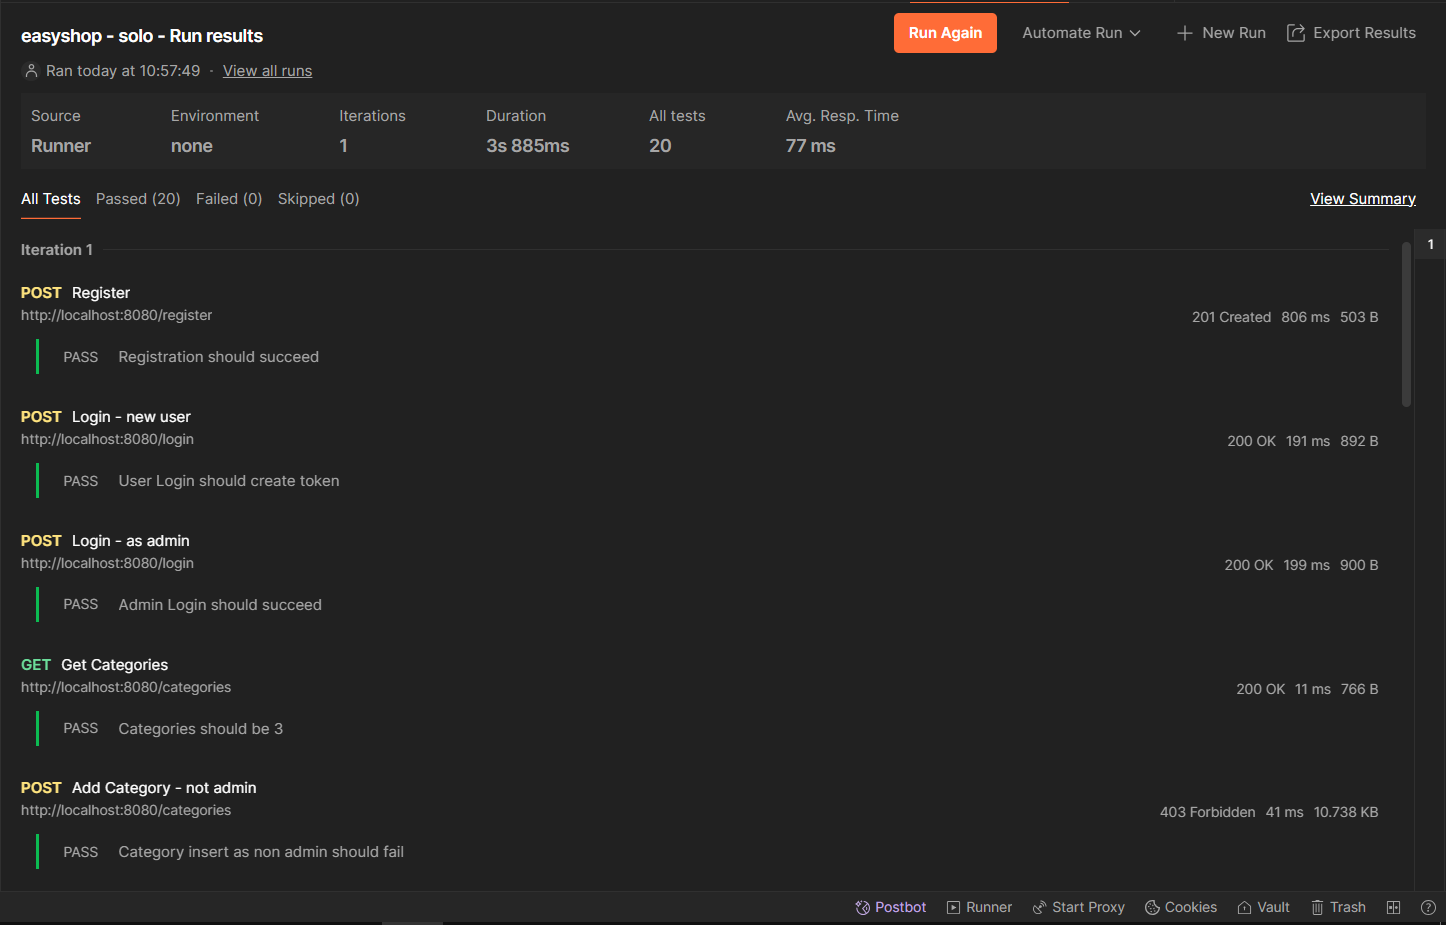 easyshop - solo - Run results
Run Again
Automate Run
New Run
Export Results
Ran today at 10:57:49 · View all runs
Source Environment Iterations Duration All tests Avg. Resp. Time
Runner none 1 3s 885ms 20 77 ms
All Tests Passed (20) Failed (0) Skipped (0) View Summary
Iteration 1
1
POST Register
http://localhost:8080/register
201 Created 806 ms 503 B
PASS Registration should succeed
POST Login - new user
http://localhost:8080/login
200 OK 191 ms 892 B
PASS User Login should create token
POST Login - as admin
http://localhost:8080/login
200 OK 199 ms 900 B
PASS Admin Login should succeed
GET Get Categories
http://localhost:8080/categories
200 OK 11 ms 766 B
PASS Categories should be 3
POST Add Category - not admin
http://localhost:8080/categories
403 Forbidden 41 ms 10.738 KB
PASS Category insert as non admin should fail
Postbot Runner Start Proxy Cookies Vault Trash